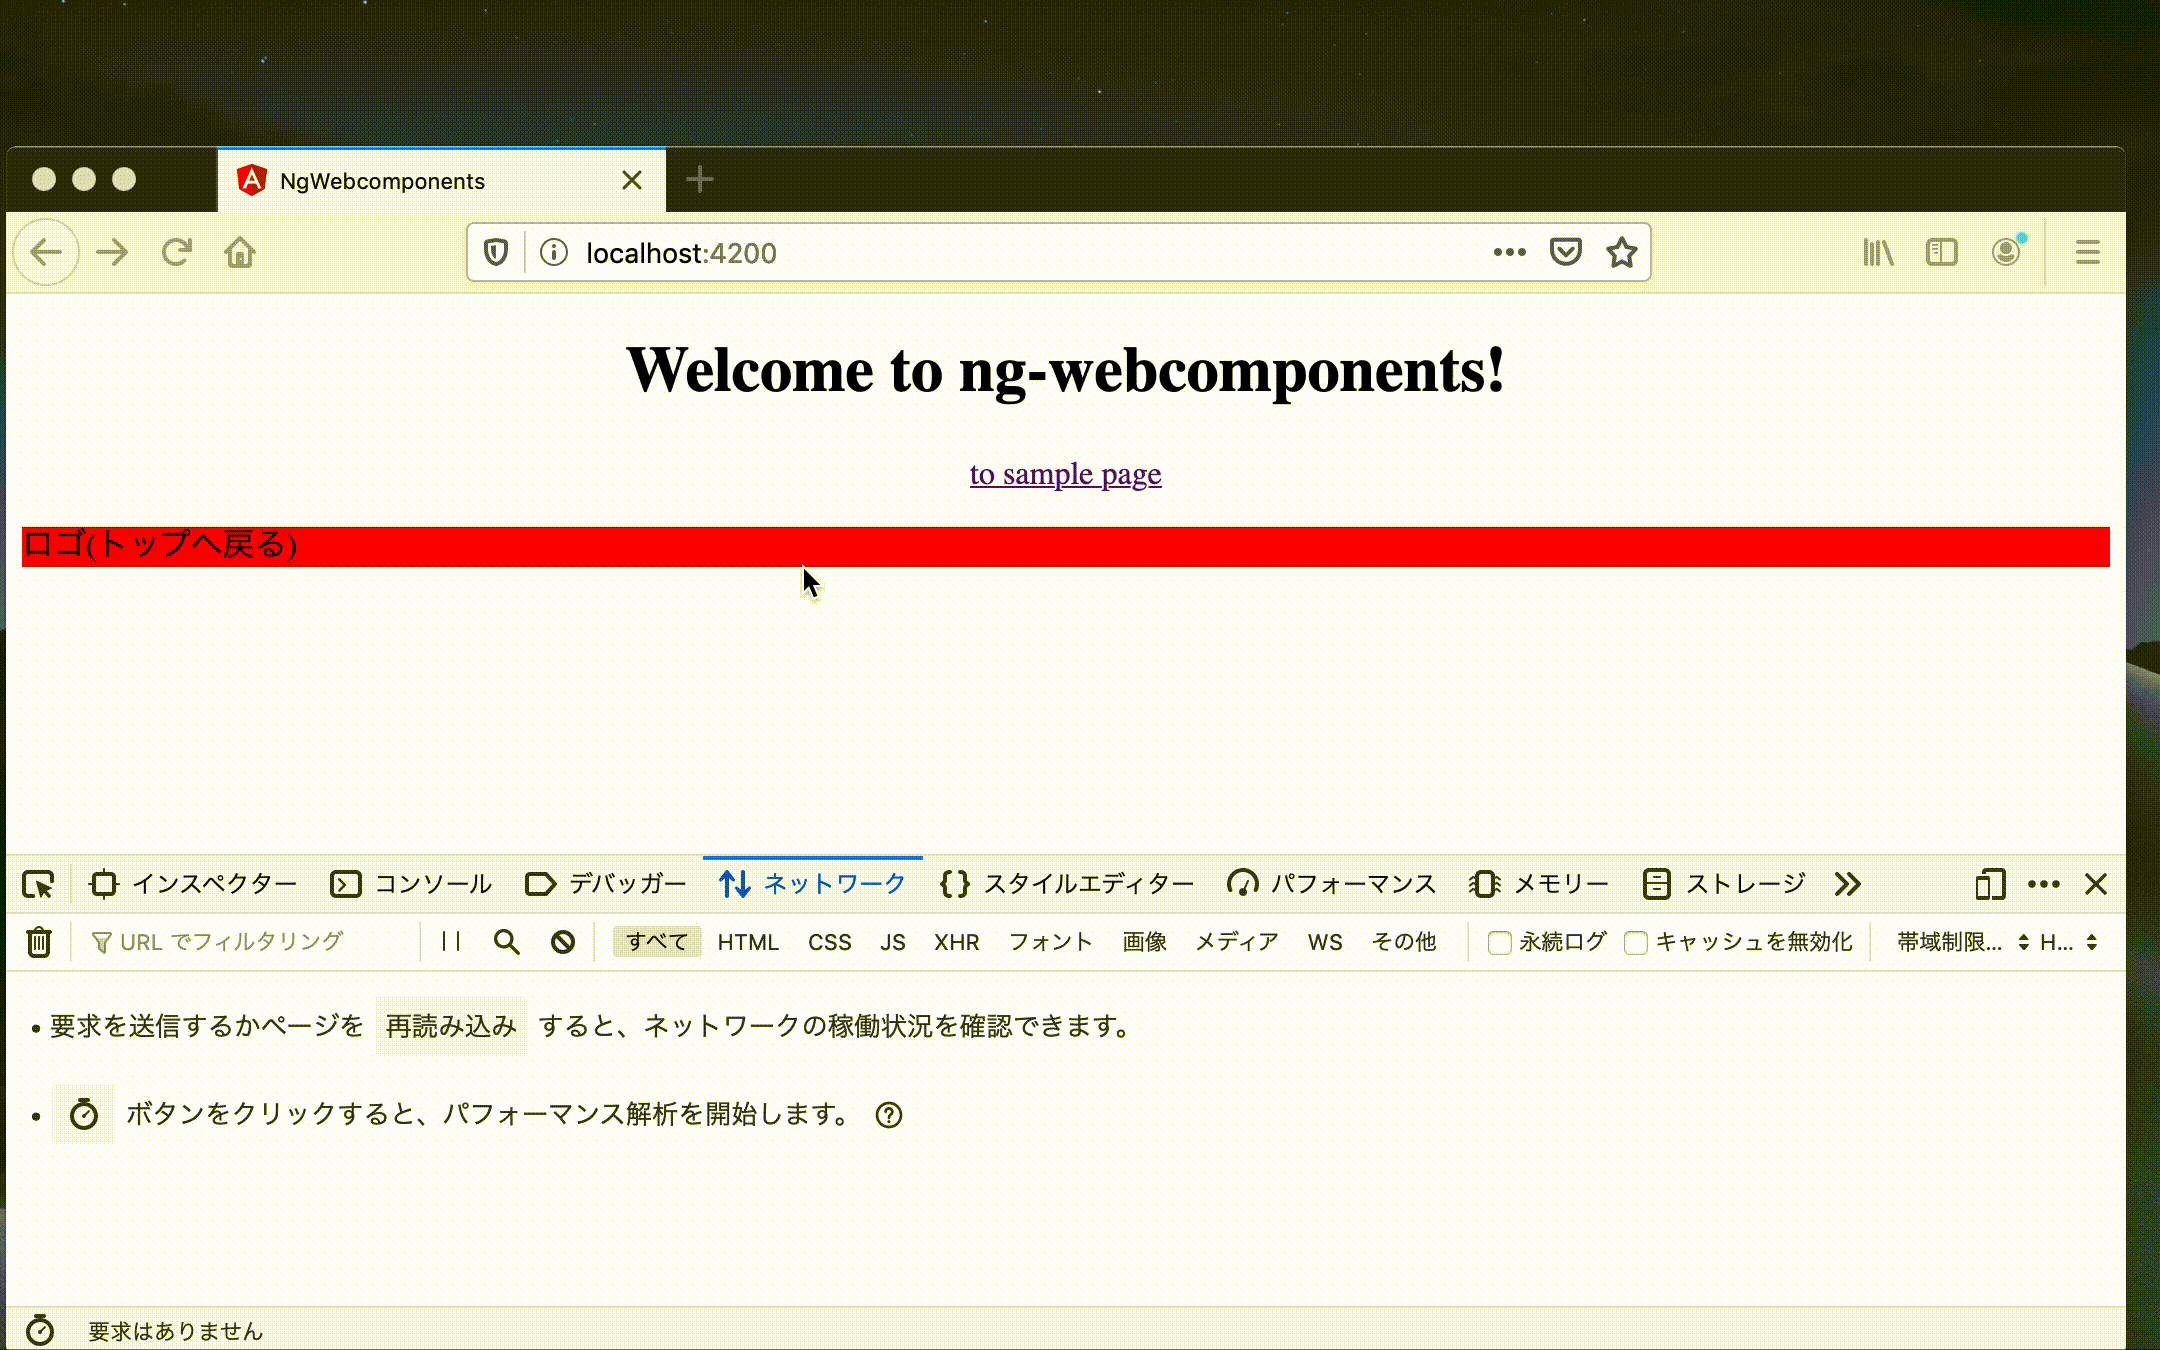 NgWebcomponents
localhost:4200
Welcome to ng-webcomponents!
to sample page
ロゴ(トップへ戻る)
インスペクター コンソール デバッガー ネットワーク スタイルエディター パフォーマンス メモリー ストレージ
URL でフィルタリング すべて HTML CSS JS XHR フォント 画像 メディア WS その他 永続ログ キャッシュを無効化 帯域制限... H...
• 要求を送信するかページを 再読み込み すると、ネットワークの稼働状況を確認できます。
• ボタンをクリックすると、パフォーマンス解析を開始します。
要求はありません